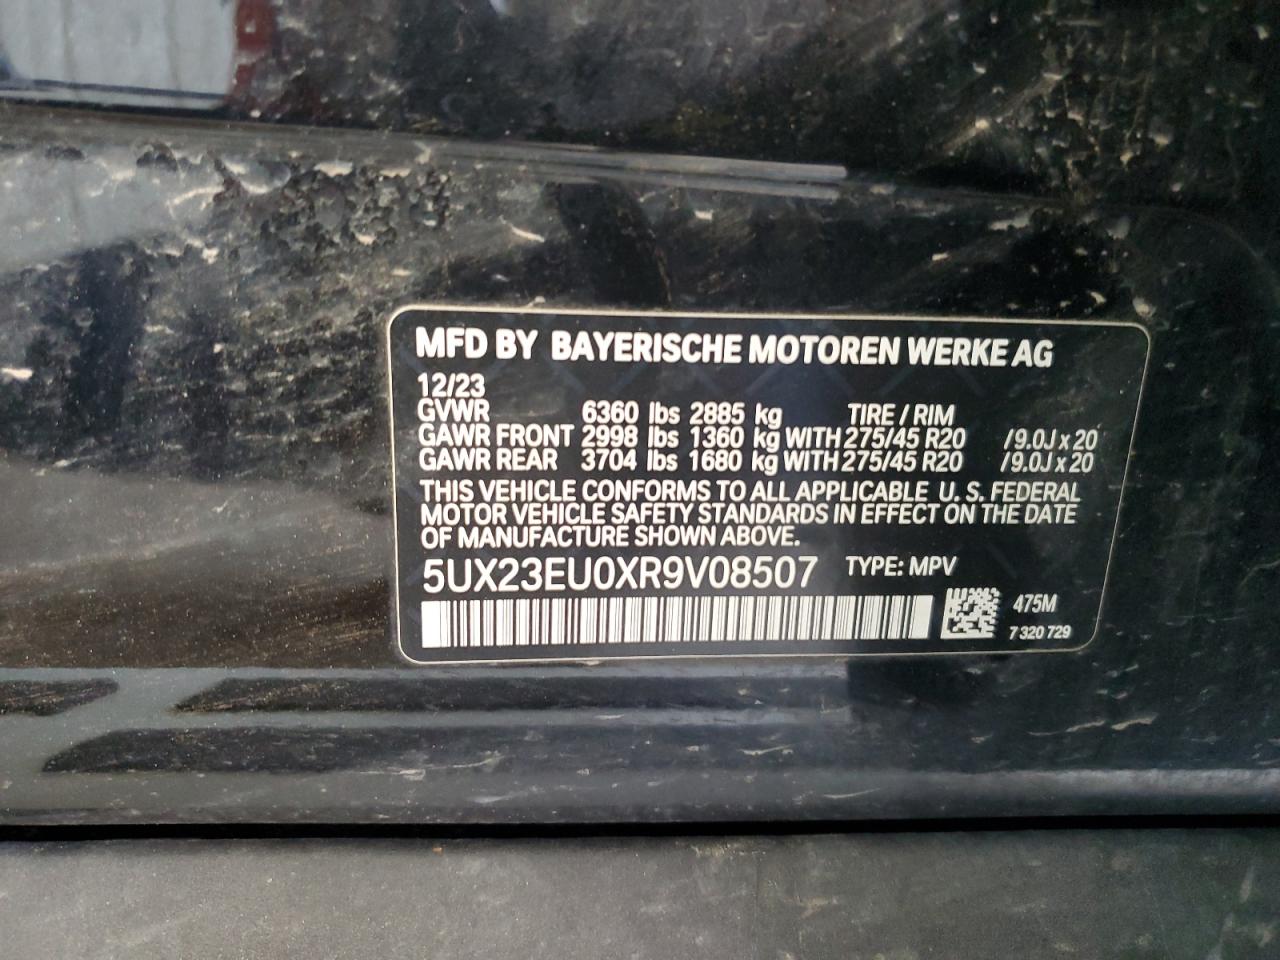 MFD BY BAYERISCHE MOTOREN WERKE AG
12/23
GVWR 6360 lbs 2885 kg TIRE / RIM
GAWR FRONT 2998 lbs 1360 kg WITH 275/45 R20 /9.0J x 20
GAWR REAR 3704 lbs 1680 kg WITH 275/45 R20 /9.0J x 20
THIS VEHICLE CONFORMS TO ALL APPLICABLE U. S. FEDERAL
MOTOR VEHICLE SAFETY STANDARDS IN EFFECT ON THE DATE
OF MANUFACTURE SHOWN ABOVE.
5UX23EU0XR9V08507 TYPE: MPV
475M
7 320 729